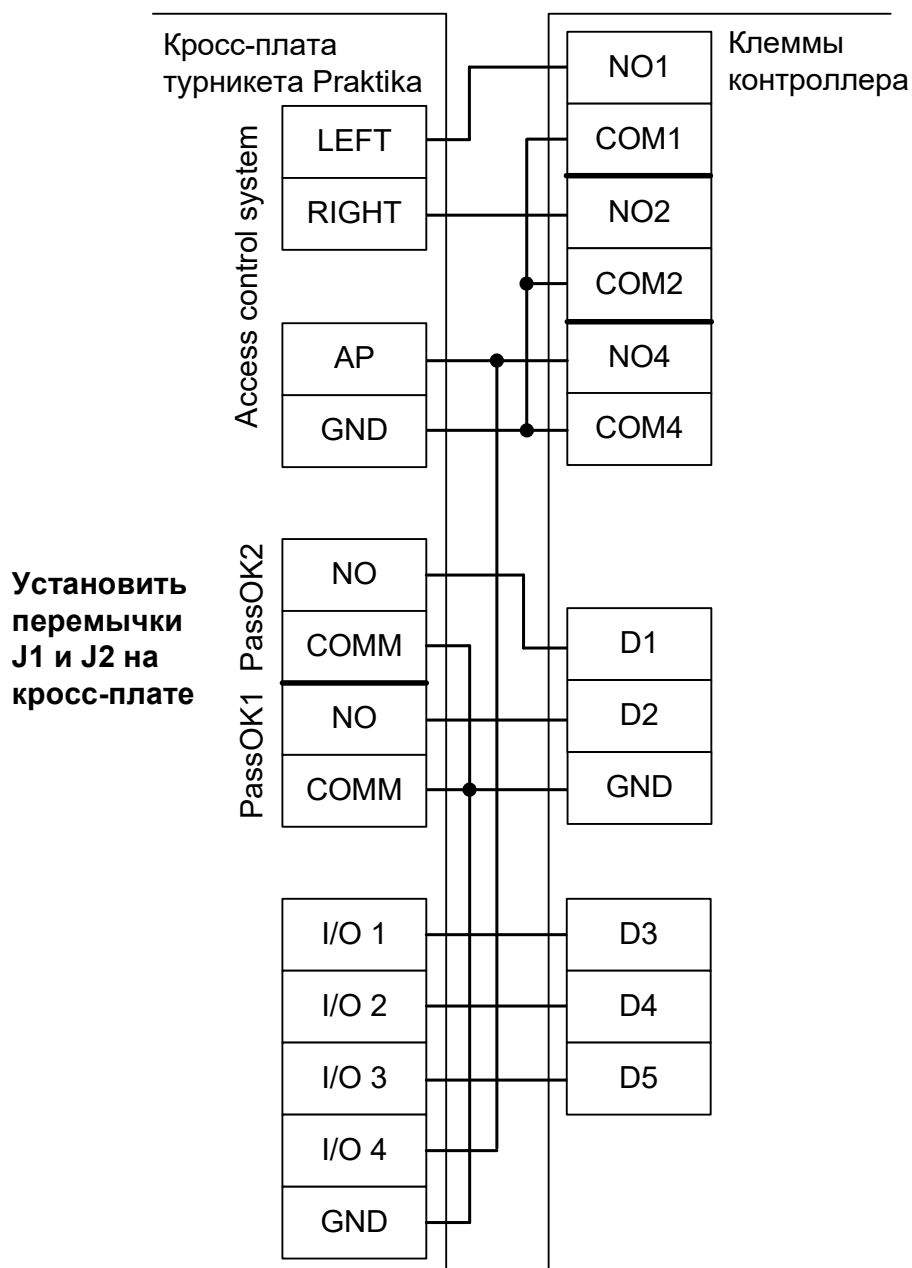 Кросс-плата
турникета Praktika
Клеммы
контроллера
Access control system
LEFT
RIGHT
AP
GND
NO1
COM1
NO2
COM2
NO4
COM4
Установить
перемычки
J1 и J2 на
кросс-плате
PassOK2
NO
COMM
PassOK1
NO
COMM
D1
D2
GND
I/O 1
I/O 2
I/O 3
I/O 4
GND
D3
D4
D5